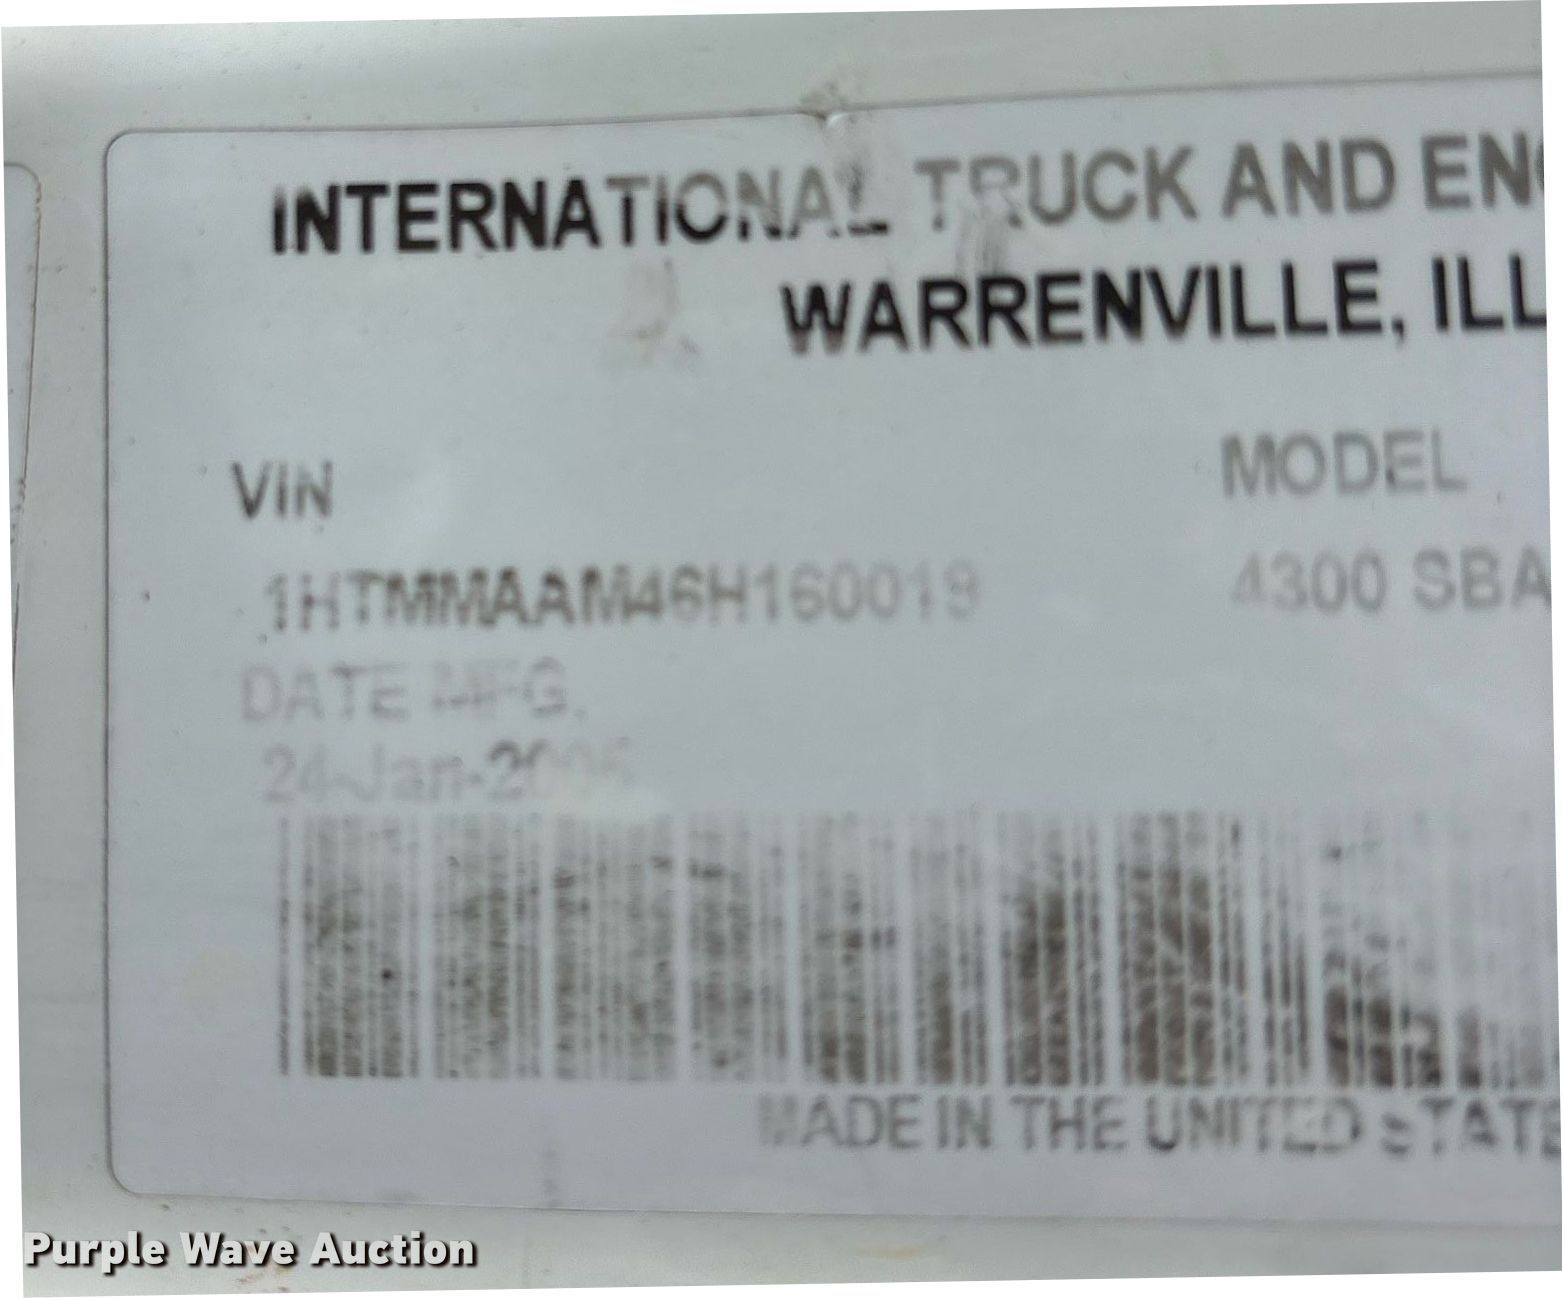 INTERNATIONAL TRUCK AND ENG
WARRENVILLE, ILL
VIN
MODEL
1HTMMAAM46H160019
4300 SBA
DATE MFG.
24-Jan-2006
MADE IN THE UNITED STATE
Purple Wave Auction